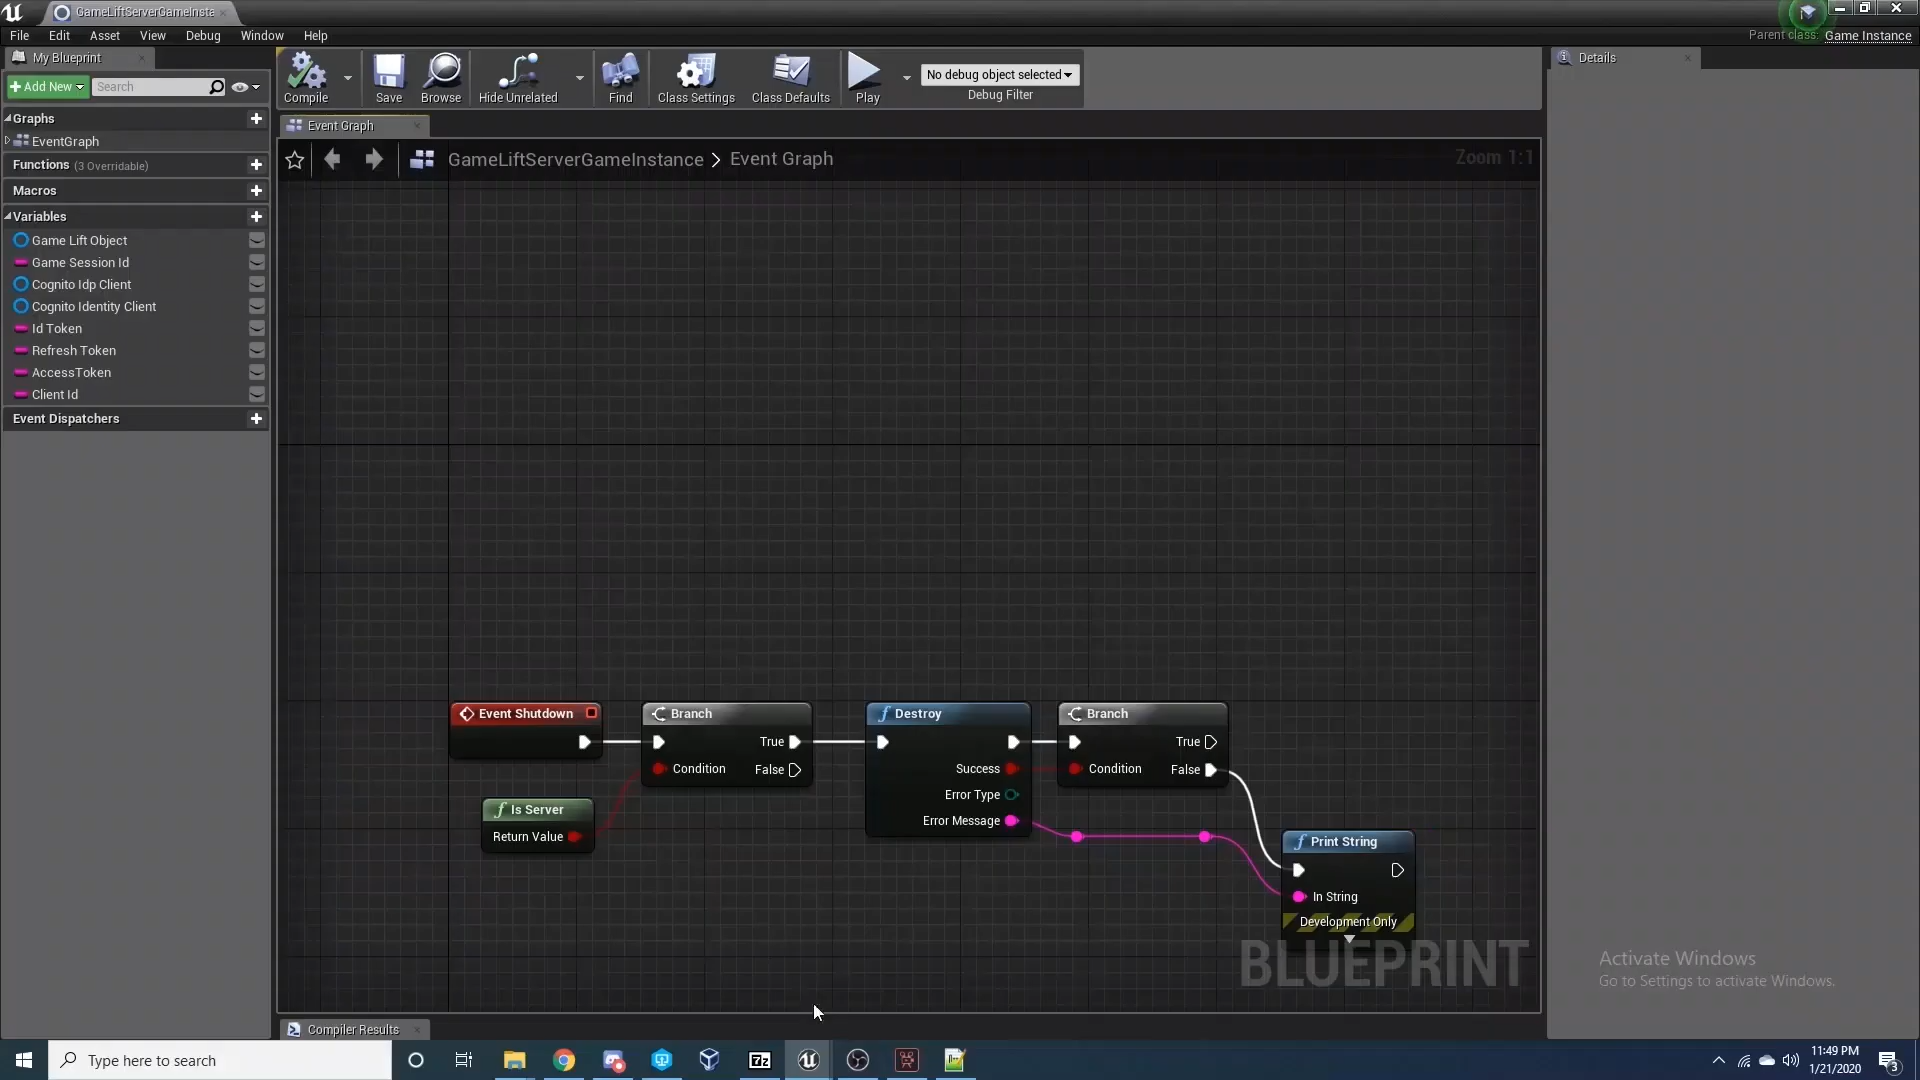 GameLiftServerGameInsta
File Edit Asset View Debug Window Help
Parent class: Game Instance
My Blueprint
Add New
Search
Compile
Save
Browse
Hide Unrelated
Find
Class Settings
Class Defaults
Play
No debug object selected
Debug Filter
Details
Graphs
EventGraph
Functions (3 Overridable)
Macros
Variables
Game Lift Object
Game Session Id
Cognito Idp Client
Cognito Identity Client
Id Token
Refresh Token
AccessToken
Client Id
Event Dispatchers
Event Graph
GameLiftServerGameInstance > Event Graph
Zoom 1:1
Event Shutdown
Is Server
Return Value
Branch
True
Condition
False
Destroy
Success
Error Type
Error Message
Branch
True
Condition
False
Print String
In String
Development Only
BLUEPRINT
Activate Windows
Go to Settings to activate Windows.
Compiler Results
Type here to search
7z
11:49 PM
1/21/2020
3